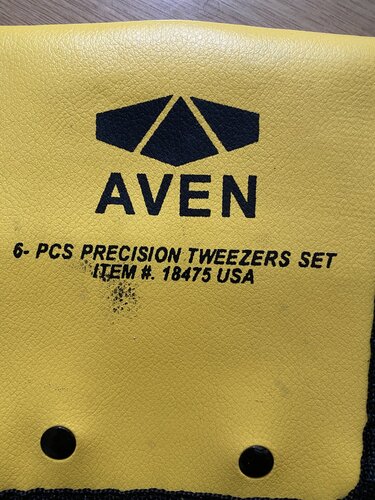 AVEN
6- PCS PRECISION TWEEZERS SET
ITEM #. 18475 USA